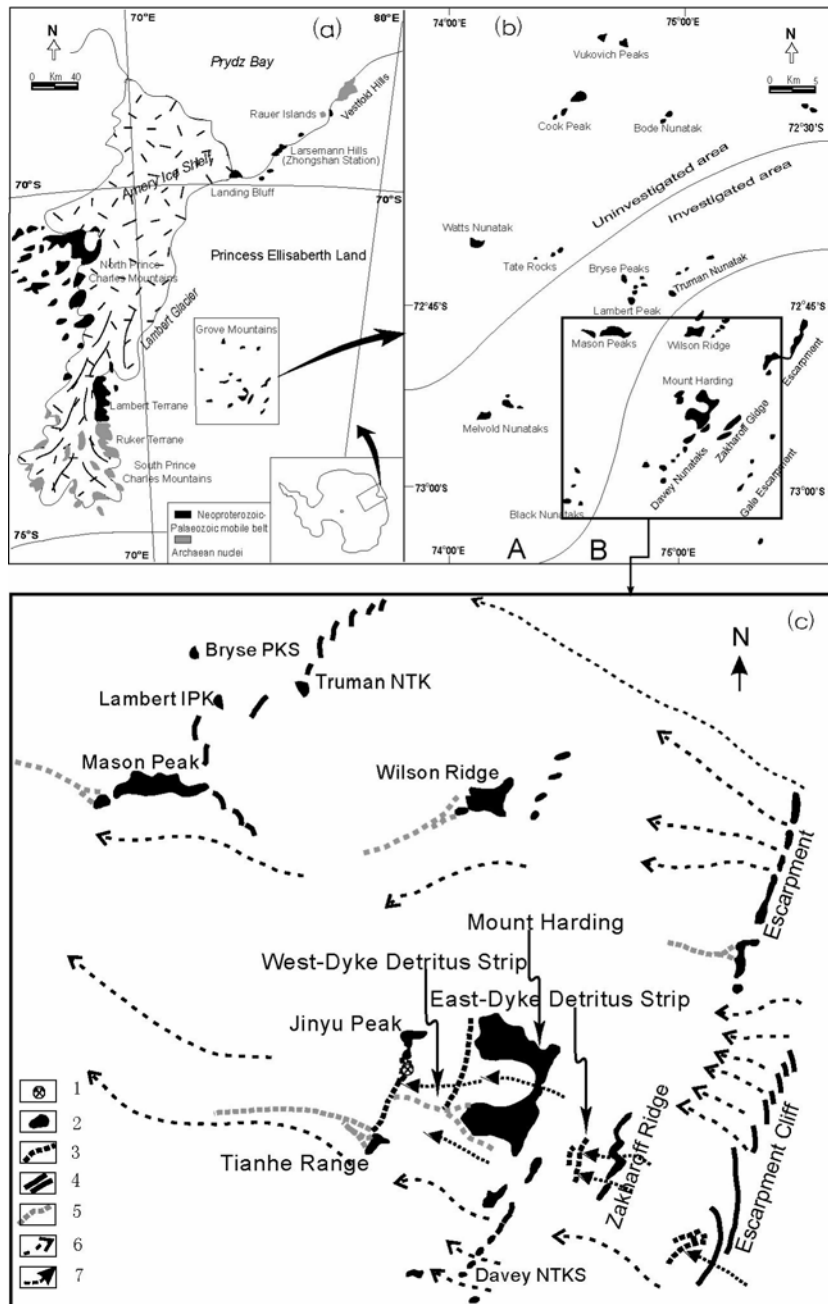 70°E
80°E
(a)
N
0 Km 40
Prydz Bay
Rauer Islands
Vestfold Hills
Larsemann Hills
(Zhongshan Station)
Amery Ice Shelf
Landing Bluff
70°S
70°S
Princess Ellisaberth Land
North Prince
Charles Mountains
Lambert Glacier
Grove Mountains
Lambert Terrane
Ruker Terrane
South Prince
Charles Mountains
Neoproterozoio-
Palaeozoic mobile belt
Archaean nuclei
75°S
70°E
74°00'E
75°00'E
(b)
N
0 Km 5
Vukovich Peaks
Cook Peak
Bode Nunatak
72°30'E
Uninvestigated area
Investigated area
Watts Nunatak
Tate Rocks
Bryse Peaks
Truman Nunatak
Lambert Peak
72°45'E
72°45'E
Mason Peaks
Wilson Ridge
Escarpment
Mount Harding
Melvold Nunataks
Zakharoff Gidge
Davey Nunataks
Gala Escarpment
Black Nunataks
73°00'E
73°00'E
A
B
74°00'E
75°00'E
(c)
N
Bryse PKS
Truman NTK
Lambert IPK
Mason Peak
Wilson Ridge
Escarpment
Mount Harding
West-Dyke Detritus Strip
East-Dyke Detritus Strip
Jinyu Peak
Tianhe Range
Zakharoff Ridge
Escarpment Cliff
Davey NTKS
1
2
3
4
5
6
7